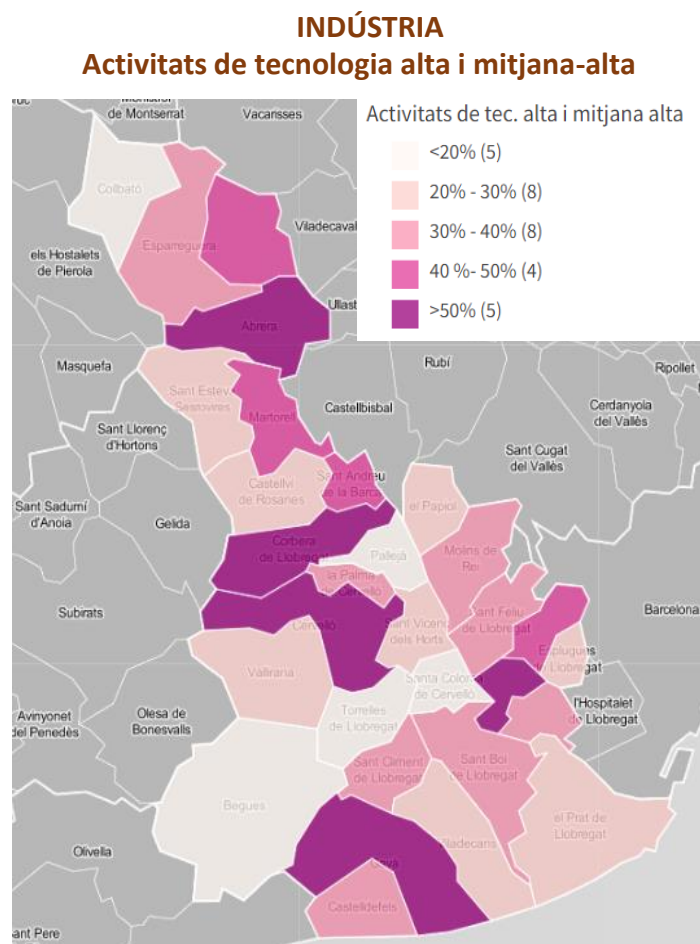 INDÚSTRIA
Activitats de tecnologia alta i mitjana-alta
Activitats de tec. alta i mitjana alta
<20% (5)
20% - 30% (8)
30% - 40% (8)
40 %- 50% (4)
>50% (5)
de Montserrat
Vacarisses
Collbató
Viladecaval
Esparreguera
els Hostalets
de Pierola
Ullast
Abrera
Masquefa
Rubí
Ripollet
Sant Estev
Sesrovires
Castellbisbal
Cerdanyola
del Vallès
Martorell
Sant Llorenç
d'Hortons
Sant Cugat
del Vallès
Castellví
de Rosanes
Sant Andreu
de la Barca
Sant Sadurní
d'Anoia
Gelida
el Papiol
Corbera
de Llobregat
Pallejà
Molins de
Rei
la Palma
de Cervelló
Subirats
Cervelló
Sant Vicenç
dels Horts
Sant Feliu
de Llobregat
Barcelona
Esplugues
de Llobregat
Vallirana
Santa Coloma
de Cervelló
Avinyonet
del Penedès
Olesa de
Bonesvalls
Torrelles
de Llobregat
l'Hospitalet
de Llobregat
Sant Climent
de Llobregat
Sant Boi
de Llobregat
Begues
el Prat de
Llobregat
Viladecans
Olivella
Gavà
Castelldefels
ant Pere